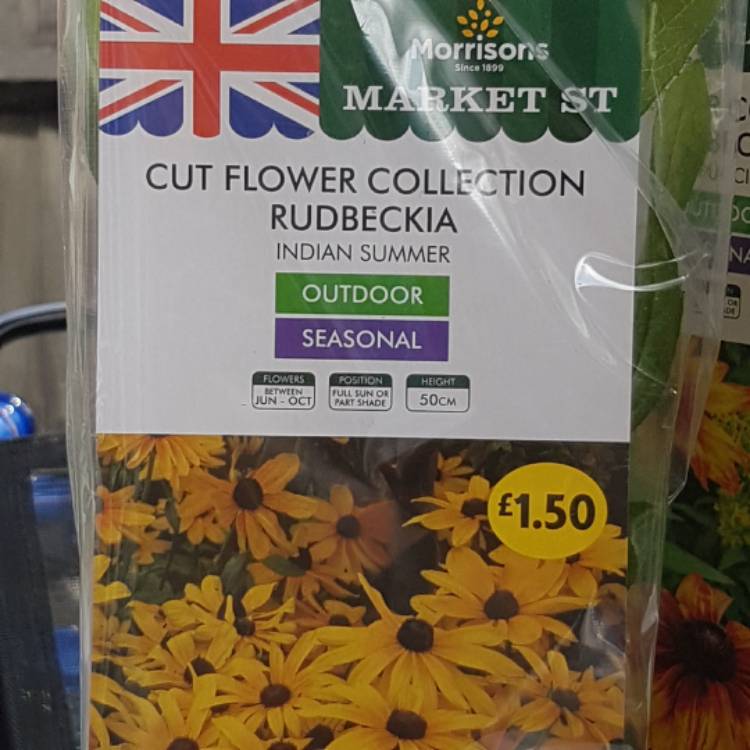 Morrisons
Since 1899
MARKET ST
CUT FLOWER COLLECTION
RUDBECKIA
INDIAN SUMMER
OUTDOOR
SEASONAL
FLOWERS
BETWEEN
JUN - OCT
POSITION
FULL SUN OR
PART SHADE
HEIGHT
50CM
£1.50